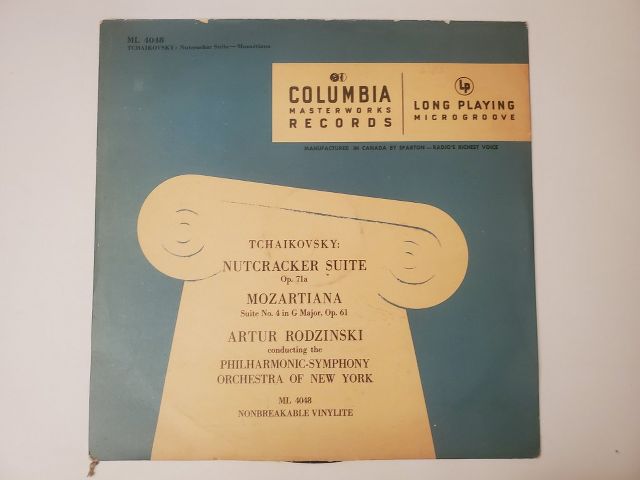 ML 4048
TCHAIKOVSKY: Nutcracker Suite—Mozartiana
COLUMBIA
MASTERWORKS
RECORDS
LP
LONG PLAYING
MICROGROOVE
MANUFACTURED IN CANADA BY SPARTON—RADIO'S RICHEST VOICE
TCHAIKOVSKY:
NUTCRACKER SUITE
Op. 71a
MOZARTIANA
Suite No. 4 in G Major, Op. 61
ARTUR RODZINSKI
conducting the
PHILHARMONIC-SYMPHONY
ORCHESTRA OF NEW YORK
ML 4048
NONBREAKABLE VINYLITE